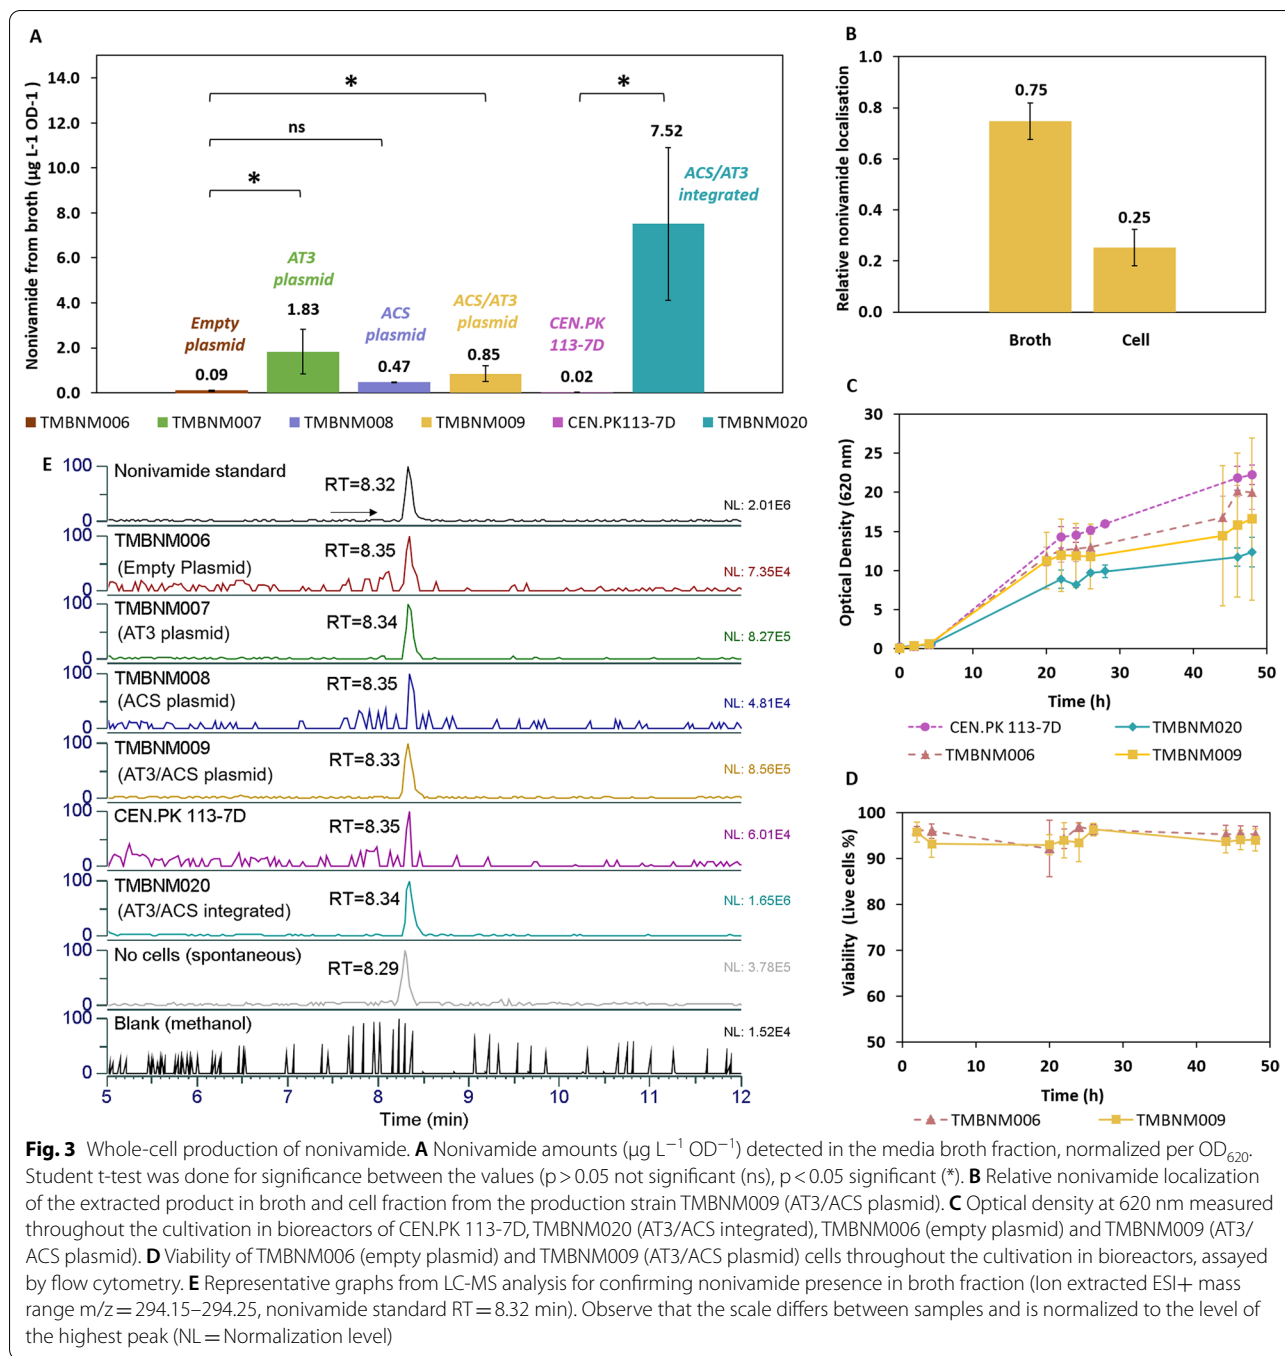 A
Nonivamide from broth (µg L-1 OD-1 )
14.0
12.0
10.0
8.0
6.0
4.0
2.0
0.0
*
ns
*
*
Empty
plasmid
0.09
AT3
plasmid
1.83
ACS
plasmid
0.47
ACS/AT3
plasmid
0.85
CEN.PK
113-7D
0.02
7.52
ACS/AT3
integrated
TMBNM006 TMBNM007 TMBNM008 TMBNM009 CEN.PK113-7D TMBNM020
B
Relative nonivamide localisation
1.0
0.8
0.6
0.4
0.2
0.0
0.75
0.25
Broth Cell
C
Optical Density (620 nm)
30
25
20
15
10
5
0
0 10 20 30 40 50
Time (h)
CEN.PK 113-7D TMBNM020
TMBNM006 TMBNM009
D
Viability (Live cells %)
100
90
80
70
60
50
0 10 20 30 40 50
Time (h)
TMBNM006 TMBNM009
E
100
0
Nonivamide standard
RT=8.32
NL: 2.01E6
100
0
TMBNM006
(Empty Plasmid)
RT=8.35
NL: 7.35E4
100
0
TMBNM007
(AT3 plasmid)
RT=8.34
NL: 8.27E5
100
0
TMBNM008
(ACS plasmid)
RT=8.35
NL: 4.81E4
100
0
TMBNM009
(AT3/ACS plasmid)
RT=8.33
NL: 8.56E5
100
0
CEN.PK 113-7D
RT=8.35
NL: 6.01E4
100
0
TMBNM020
(AT3/ACS integrated)
RT=8.34
NL: 1.65E6
100
0
No cells (spontaneous)
RT=8.29
NL: 3.78E5
100
0
Blank (methanol)
NL: 1.52E4
5 6 7 8 9 10 11 12
Time (min)
Fig. 3 Whole-cell production of nonivamide. A Nonivamide amounts (µg L⁻¹ OD⁻¹) detected in the media broth fraction, normalized per OD₆₂₀.
Student t-test was done for significance between the values (p > 0.05 not significant (ns), p < 0.05 significant (*). B Relative nonivamide localization
of the extracted product in broth and cell fraction from the production strain TMBNM009 (AT3/ACS plasmid). C Optical density at 620 nm measured
throughout the cultivation in bioreactors of CEN.PK 113-7D, TMBNM020 (AT3/ACS integrated), TMBNM006 (empty plasmid) and TMBNM009 (AT3/
ACS plasmid). D Viability of TMBNM006 (empty plasmid) and TMBNM009 (AT3/ACS plasmid) cells throughout the cultivation in bioreactors, assayed
by flow cytometry. E Representative graphs from LC-MS analysis for confirming nonivamide presence in broth fraction (Ion extracted ESI+ mass
range m/z = 294.15–294.25, nonivamide standard RT = 8.32 min). Observe that the scale differs between samples and is normalized to the level of
the highest peak (NL = Normalization level)